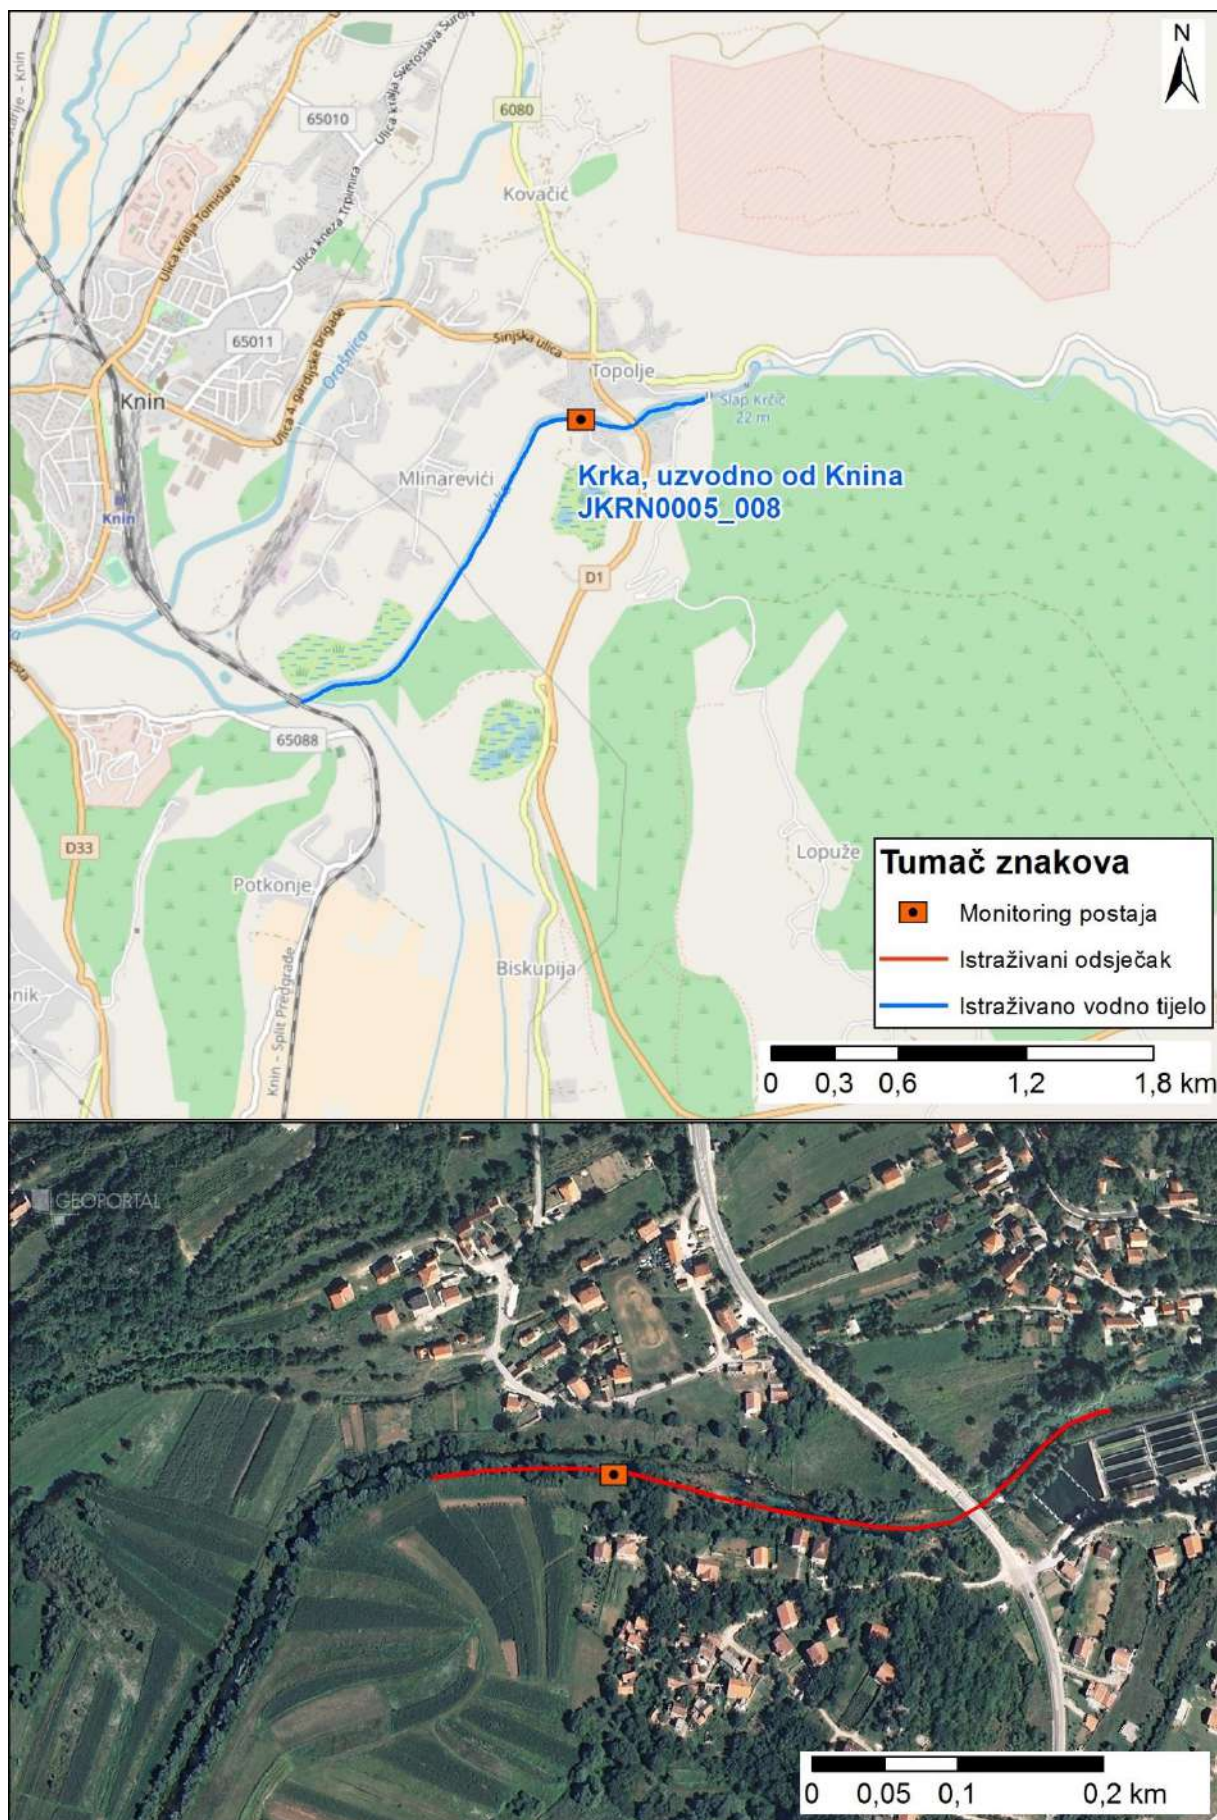 N
Ulica kralja Svetoslava Suronje
65010
6080
Ulica kralja Tomislava
Ulica kneza Trpimira
Kovačić
65011
Ulica 4. gardijske brigade
Orašnica
Sinjska ulica
Topolje
Knin
Slap Krčić
22 m
Mlinarevići
Krka, uzvodno od Knina
JKRN0005_008
Krka
Knin
D1
65088
D33
Potkonje
Lopuže
Biskupija
Knin – Split Predgrađe
Tumač znakova
Monitoring postaja
Istraživani odsječak
Istraživano vodno tijelo
0 0,3 0,6 1,2 1,8 km
GEOPORTAL
0 0,05 0,1 0,2 km